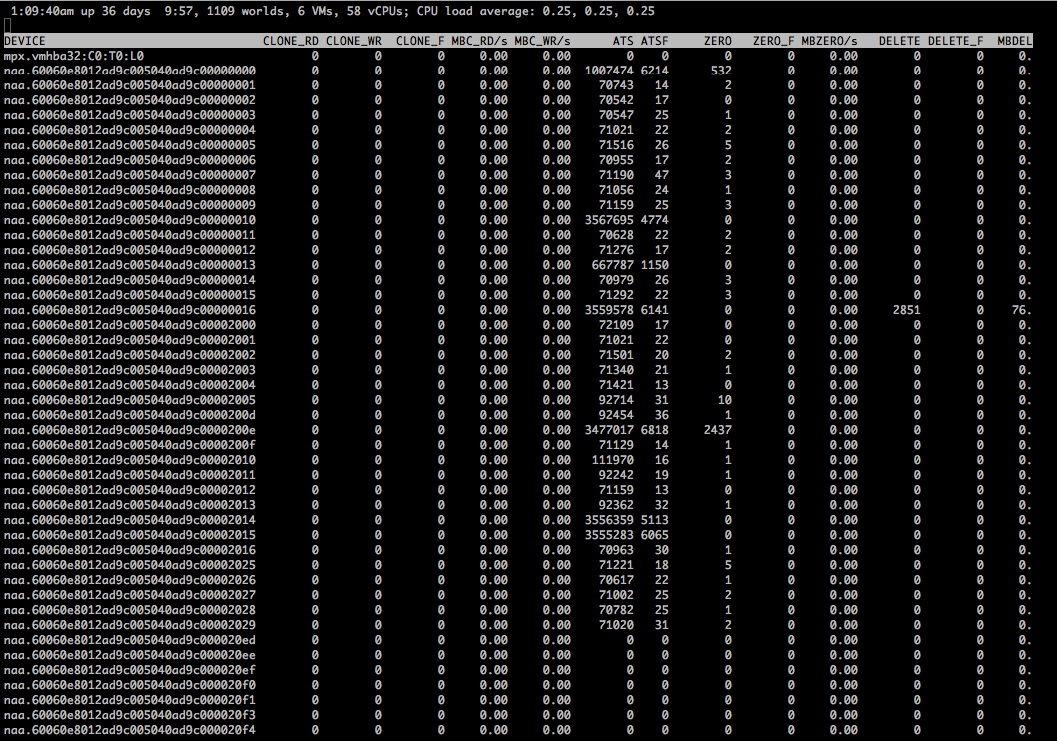 1:09:40am up 36 days  9:57, 1109 worlds, 6 VMs, 58 vCPUs; CPU load average: 0.25, 0.25, 0.25
DEVICE CLONE_RD CLONE_WR CLONE_F MBC_RD/s MBC_WR/s ATS ATSF ZERO ZERO_F MBZERO/s DELETE DELETE_F MBDEL
mpx.vmhba32:C0:T0:L0 0 0 0 0.00 0.00 0 0 0 0 0.00 0 0 0.
naa.60060e8012ad9c005040ad9c00000000 0 0 0 0.00 0.00 1007474 6214 532 0 0.00 0 0 0.
naa.60060e8012ad9c005040ad9c00000001 0 0 0 0.00 0.00 70743 14 2 0 0.00 0 0 0.
naa.60060e8012ad9c005040ad9c00000002 0 0 0 0.00 0.00 70542 17 0 0 0.00 0 0 0.
naa.60060e8012ad9c005040ad9c00000003 0 0 0 0.00 0.00 70547 25 1 0 0.00 0 0 0.
naa.60060e8012ad9c005040ad9c00000004 0 0 0 0.00 0.00 71021 22 2 0 0.00 0 0 0.
naa.60060e8012ad9c005040ad9c00000005 0 0 0 0.00 0.00 71516 26 5 0 0.00 0 0 0.
naa.60060e8012ad9c005040ad9c00000006 0 0 0 0.00 0.00 70955 17 2 0 0.00 0 0 0.
naa.60060e8012ad9c005040ad9c00000007 0 0 0 0.00 0.00 71190 47 3 0 0.00 0 0 0.
naa.60060e8012ad9c005040ad9c00000008 0 0 0 0.00 0.00 71056 24 1 0 0.00 0 0 0.
naa.60060e8012ad9c005040ad9c00000009 0 0 0 0.00 0.00 71159 25 3 0 0.00 0 0 0.
naa.60060e8012ad9c005040ad9c00000010 0 0 0 0.00 0.00 3567695 4774 0 0 0.00 0 0 0.
naa.60060e8012ad9c005040ad9c00000011 0 0 0 0.00 0.00 70628 22 2 0 0.00 0 0 0.
naa.60060e8012ad9c005040ad9c00000012 0 0 0 0.00 0.00 71276 17 2 0 0.00 0 0 0.
naa.60060e8012ad9c005040ad9c00000013 0 0 0 0.00 0.00 667787 1150 0 0 0.00 0 0 0.
naa.60060e8012ad9c005040ad9c00000014 0 0 0 0.00 0.00 70979 26 3 0 0.00 0 0 0.
naa.60060e8012ad9c005040ad9c00000015 0 0 0 0.00 0.00 71292 22 3 0 0.00 0 0 0.
naa.60060e8012ad9c005040ad9c00000016 0 0 0 0.00 0.00 3559578 6141 0 0 0.00 2851 0 76.
naa.60060e8012ad9c005040ad9c00002000 0 0 0 0.00 0.00 72109 17 0 0 0.00 0 0 0.
naa.60060e8012ad9c005040ad9c00002001 0 0 0 0.00 0.00 71021 22 0 0 0.00 0 0 0.
naa.60060e8012ad9c005040ad9c00002002 0 0 0 0.00 0.00 71501 20 2 0 0.00 0 0 0.
naa.60060e8012ad9c005040ad9c00002003 0 0 0 0.00 0.00 71340 21 1 0 0.00 0 0 0.
naa.60060e8012ad9c005040ad9c00002004 0 0 0 0.00 0.00 71421 13 0 0 0.00 0 0 0.
naa.60060e8012ad9c005040ad9c00002005 0 0 0 0.00 0.00 92714 31 10 0 0.00 0 0 0.
naa.60060e8012ad9c005040ad9c0000200d 0 0 0 0.00 0.00 92454 36 1 0 0.00 0 0 0.
naa.60060e8012ad9c005040ad9c0000200e 0 0 0 0.00 0.00 3477017 6818 2437 0 0.00 0 0 0.
naa.60060e8012ad9c005040ad9c0000200f 0 0 0 0.00 0.00 71129 14 1 0 0.00 0 0 0.
naa.60060e8012ad9c005040ad9c00002010 0 0 0 0.00 0.00 111970 16 1 0 0.00 0 0 0.
naa.60060e8012ad9c005040ad9c00002011 0 0 0 0.00 0.00 92242 19 1 0 0.00 0 0 0.
naa.60060e8012ad9c005040ad9c00002012 0 0 0 0.00 0.00 71159 13 0 0 0.00 0 0 0.
naa.60060e8012ad9c005040ad9c00002013 0 0 0 0.00 0.00 92362 32 1 0 0.00 0 0 0.
naa.60060e8012ad9c005040ad9c00002014 0 0 0 0.00 0.00 3556359 5113 0 0 0.00 0 0 0.
naa.60060e8012ad9c005040ad9c00002015 0 0 0 0.00 0.00 3555283 6065 0 0 0.00 0 0 0.
naa.60060e8012ad9c005040ad9c00002016 0 0 0 0.00 0.00 70963 30 1 0 0.00 0 0 0.
naa.60060e8012ad9c005040ad9c00002025 0 0 0 0.00 0.00 71221 18 5 0 0.00 0 0 0.
naa.60060e8012ad9c005040ad9c00002026 0 0 0 0.00 0.00 70617 22 1 0 0.00 0 0 0.
naa.60060e8012ad9c005040ad9c00002027 0 0 0 0.00 0.00 71002 25 2 0 0.00 0 0 0.
naa.60060e8012ad9c005040ad9c00002028 0 0 0 0.00 0.00 70782 25 1 0 0.00 0 0 0.
naa.60060e8012ad9c005040ad9c00002029 0 0 0 0.00 0.00 71020 31 2 0 0.00 0 0 0.
naa.60060e8012ad9c005040ad9c000020ed 0 0 0 0.00 0.00 0 0 0 0 0.00 0 0 0.
naa.60060e8012ad9c005040ad9c000020ee 0 0 0 0.00 0.00 0 0 0 0 0.00 0 0 0.
naa.60060e8012ad9c005040ad9c000020ef 0 0 0 0.00 0.00 0 0 0 0 0.00 0 0 0.
naa.60060e8012ad9c005040ad9c000020f0 0 0 0 0.00 0.00 0 0 0 0 0.00 0 0 0.
naa.60060e8012ad9c005040ad9c000020f1 0 0 0 0.00 0.00 0 0 0 0 0.00 0 0 0.
naa.60060e8012ad9c005040ad9c000020f3 0 0 0 0.00 0.00 0 0 0 0 0.00 0 0 0.
naa.60060e8012ad9c005040ad9c000020f4 0 0 0 0.00 0.00 0 0 0 0 0.00 0 0 0.